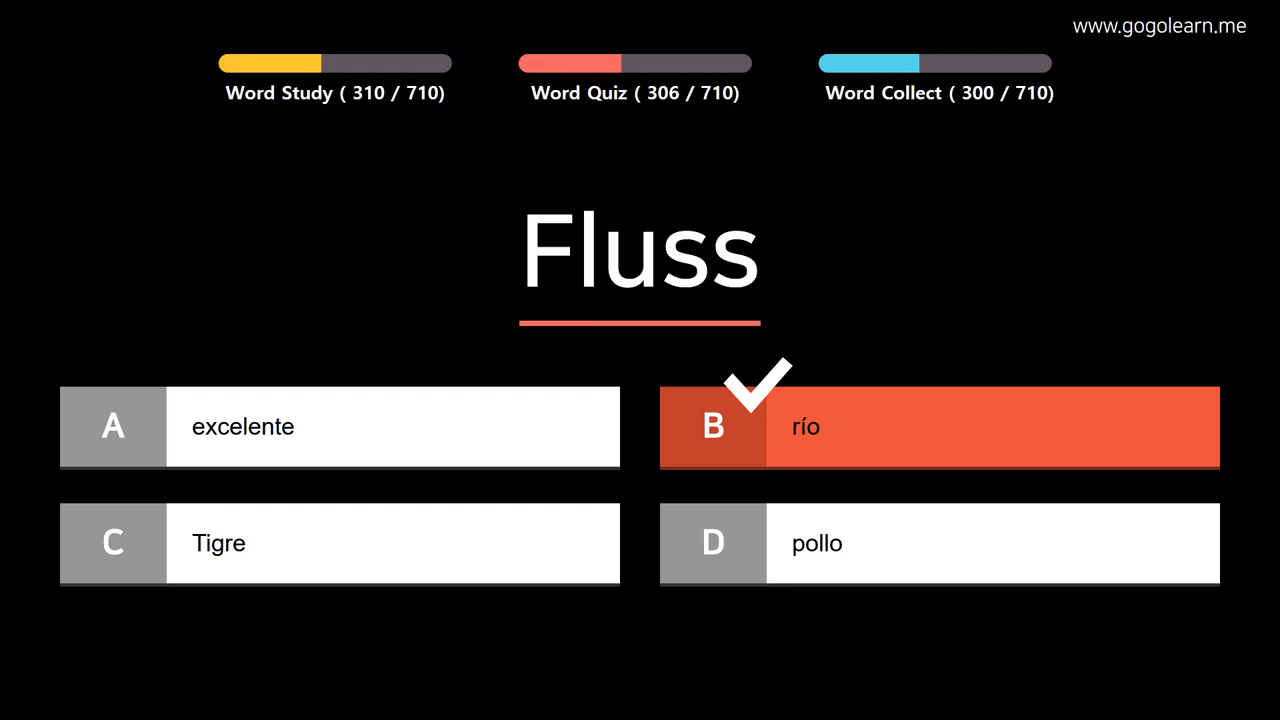 www.gogolearn.me
Word Study ( 310 / 710)
Word Quiz ( 306 / 710)
Word Collect ( 300 / 710)
Fluss
A excelente
B río
C Tigre
D pollo